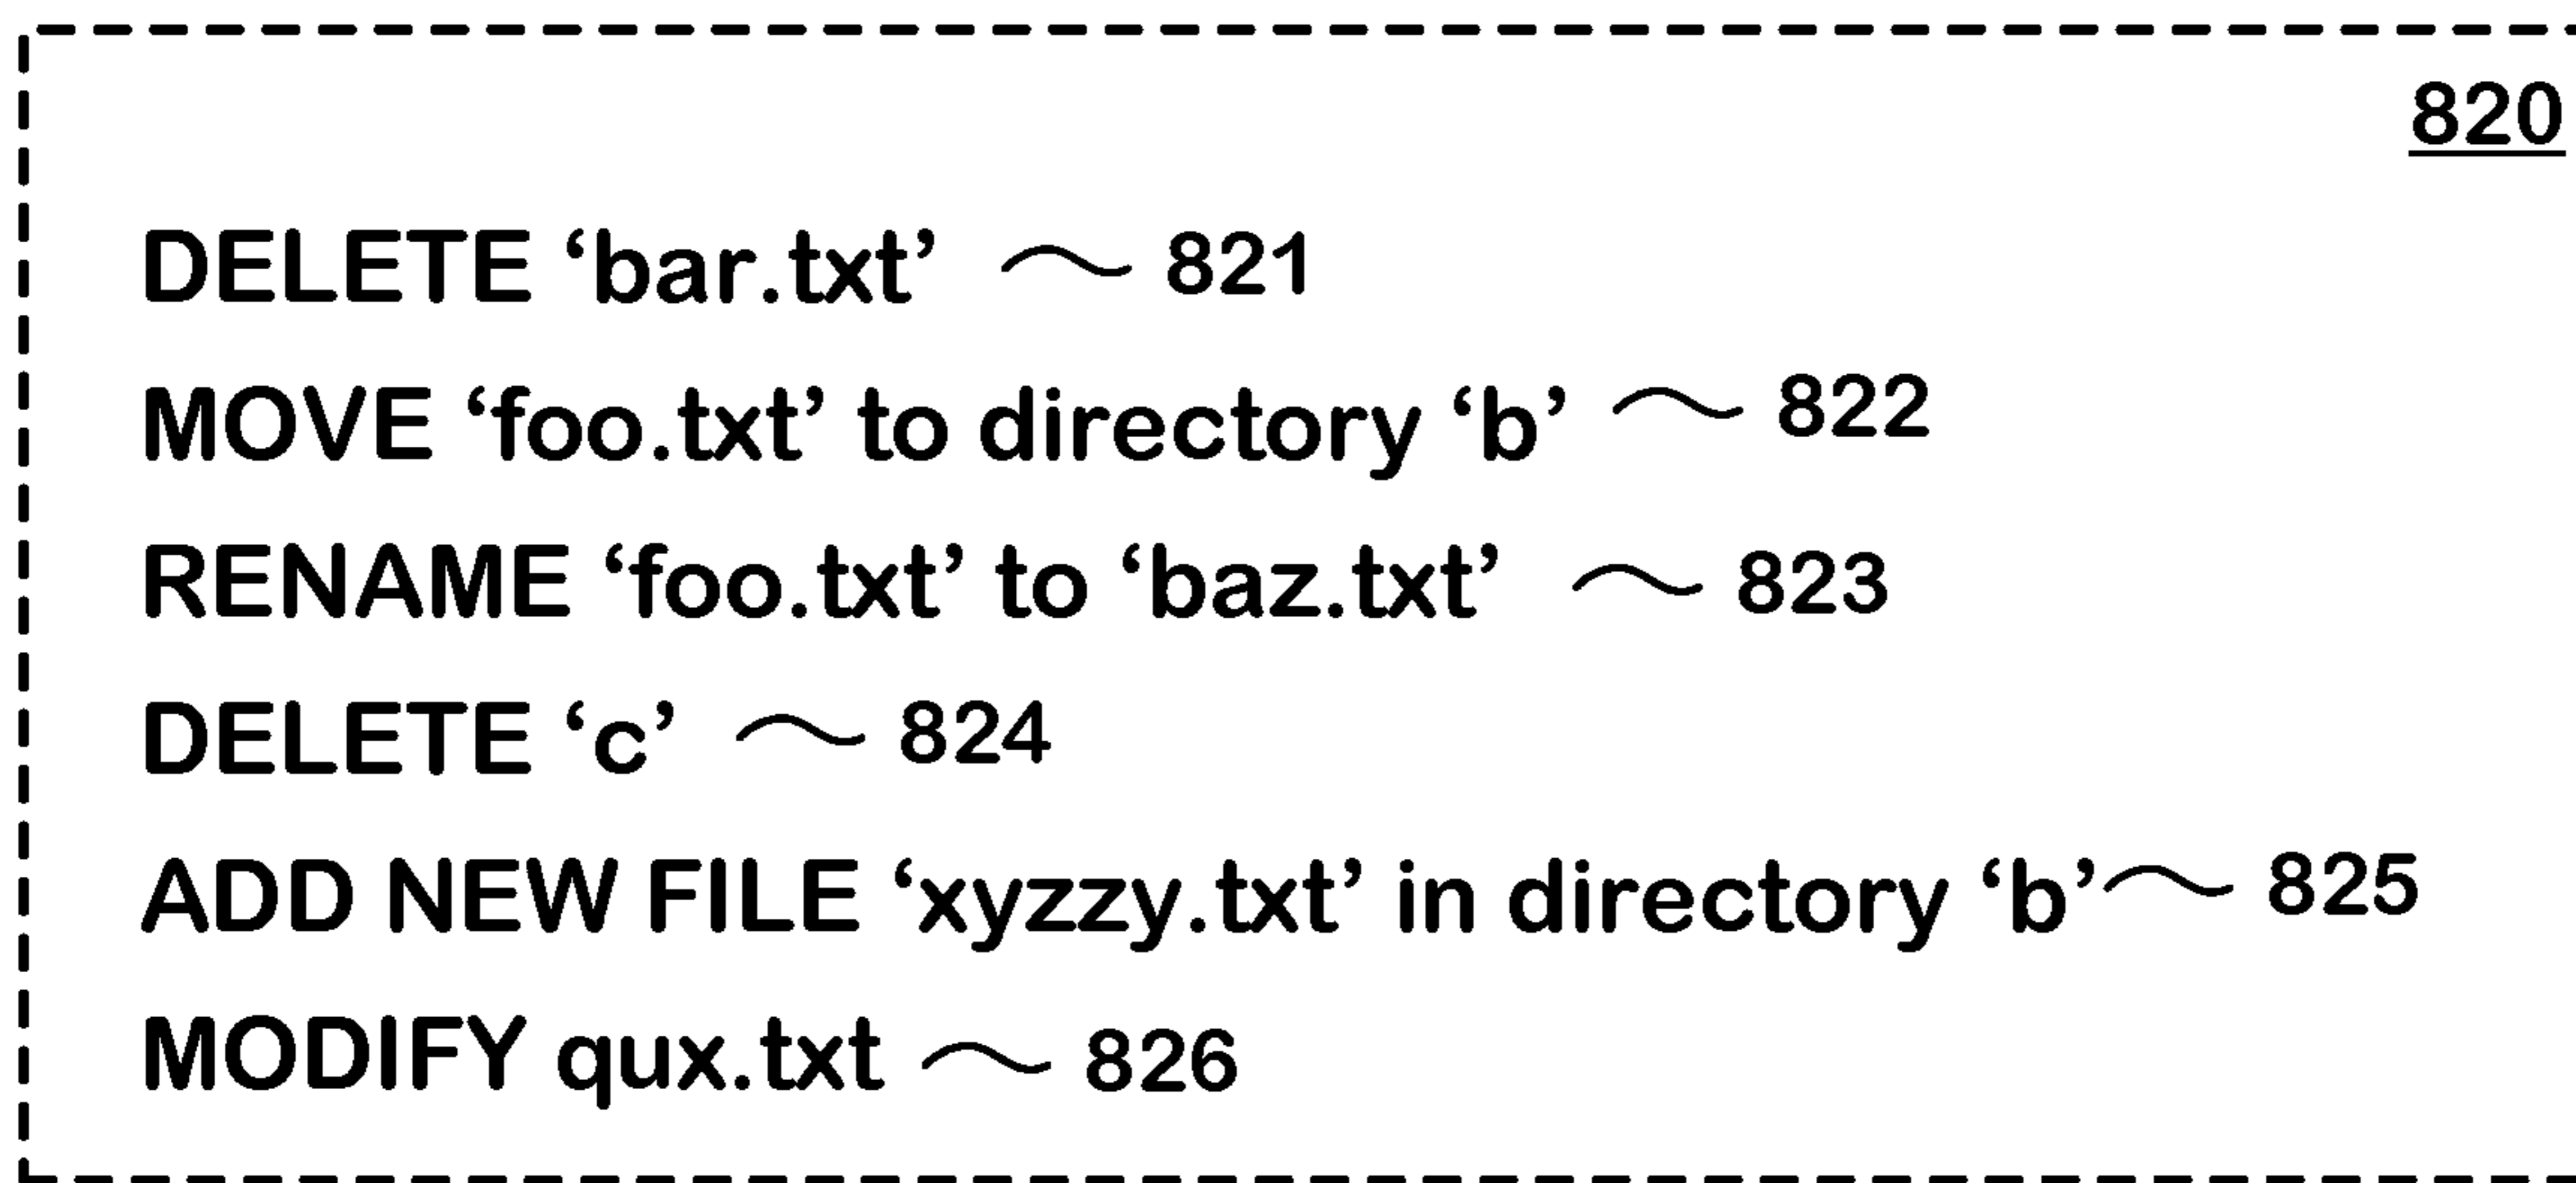 820
DELETE ‘bar.txt’ 821
MOVE ‘foo.txt’ to directory ‘b’ 822
RENAME ‘foo.txt’ to ‘baz.txt’ 823
DELETE ‘c’ 824
ADD NEW FILE ‘xyzzy.txt’ in directory ‘b’ 825
MODIFY qux.txt 826